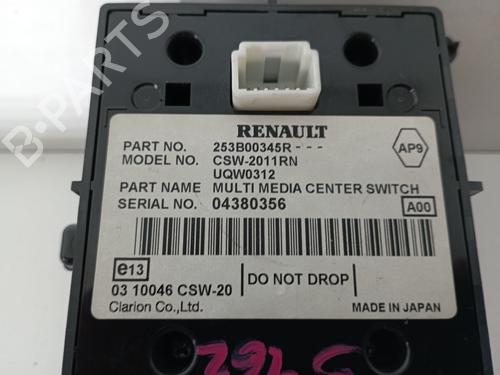 B-PARTS
RENAULT
PART NO. 253B00345R - - -
MODEL NO. CSW-2011RN
UQW0312
AP9
PART NAME MULTI MEDIA CENTER SWITCH
SERIAL NO. 04380356
A00
e13
DO NOT DROP
03 10046 CSW-20
Clarion Co.,Ltd.
MADE IN JAPAN